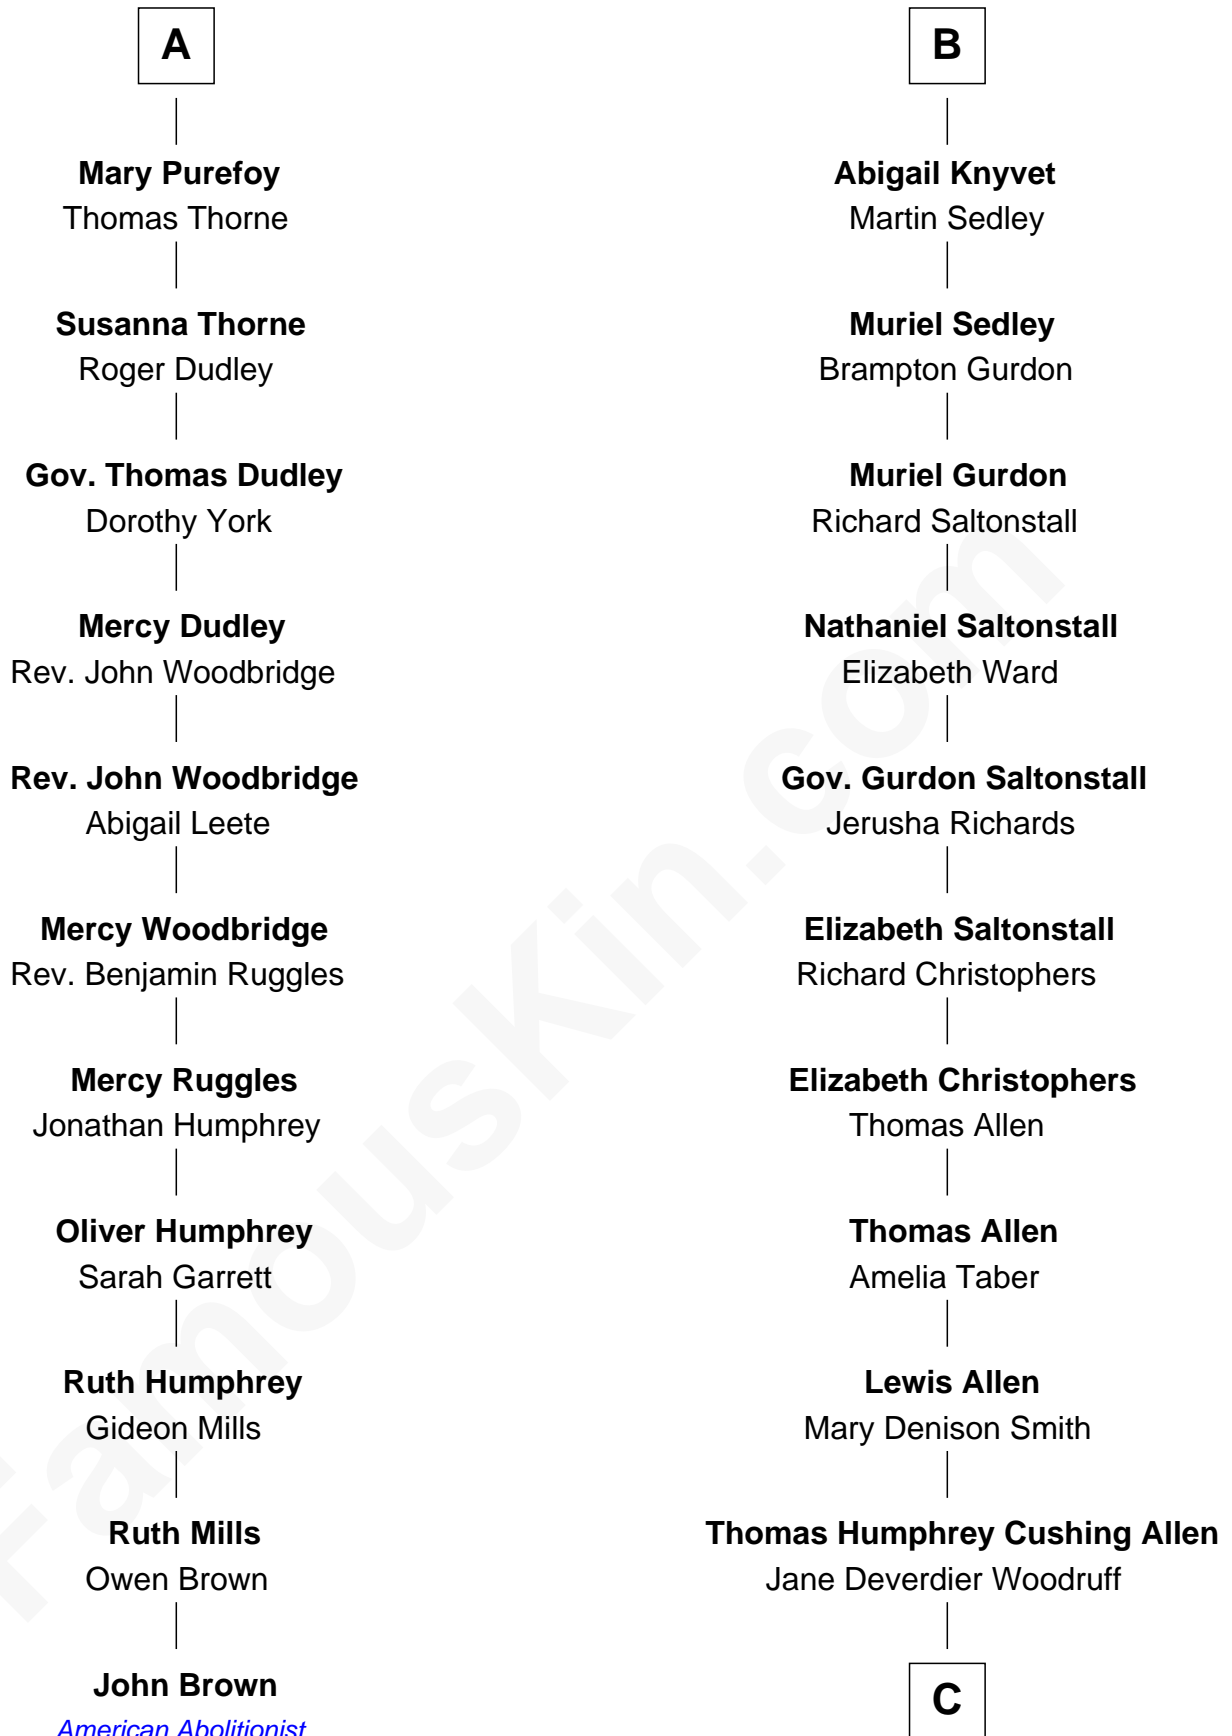 A
Mary Purefoy
Thomas Thorne
Susanna Thorne
Roger Dudley
Gov. Thomas Dudley
Dorothy York
Mercy Dudley
Rev. John Woodbridge
Rev. John Woodbridge
Abigail Leete
Mercy Woodbridge
Rev. Benjamin Ruggles
Mercy Ruggles
Jonathan Humphrey
Oliver Humphrey
Sarah Garrett
Ruth Humphrey
Gideon Mills
Ruth Mills
Owen Brown
John Brown
American Abolitionist
B
Abigail Knyvet
Martin Sedley
Muriel Sedley
Brampton Gurdon
Muriel Gurdon
Richard Saltonstall
Nathaniel Saltonstall
Elizabeth Ward
Gov. Gurdon Saltonstall
Jerusha Richards
Elizabeth Saltonstall
Richard Christophers
Elizabeth Christophers
Thomas Allen
Thomas Allen
Amelia Taber
Lewis Allen
Mary Denison Smith
Thomas Humphrey Cushing Allen
Jane Deverdier Woodruff
C
FamousKin.com